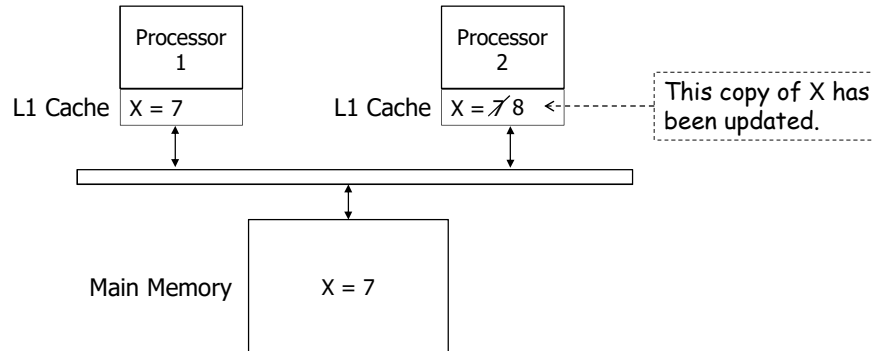 Processor
1
Processor
2
L1 Cache
X = 7
L1 Cache
X = 7 8
This copy of X has
been updated.
Main Memory
X = 7